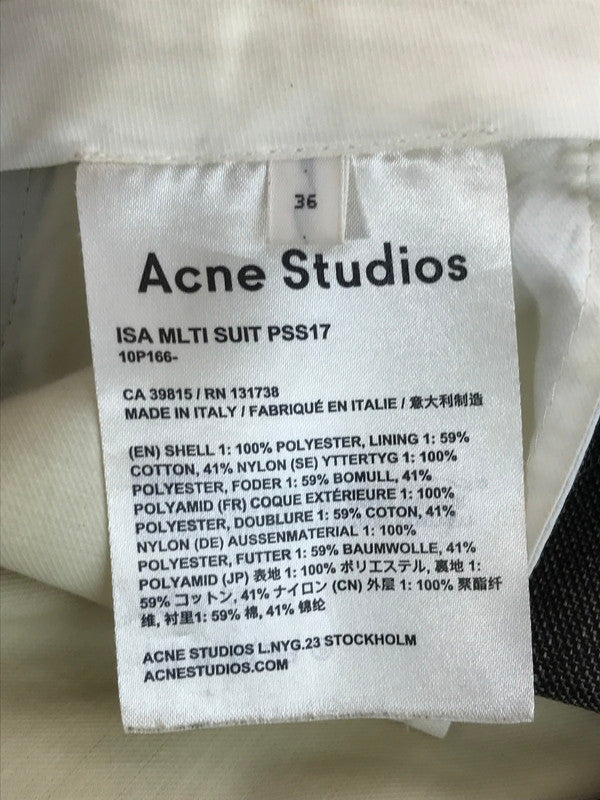 36
Acne Studios
ISA MLTI SUIT PSS17
10P166-
CA 39815 / RN 131738
MADE IN ITALY / FABRIQUÉ EN ITALIE / 意大利制造
(EN) SHELL 1: 100% POLYESTER, LINING 1: 59%
COTTON, 41% NYLON (SE) YTTERTYG 1: 100%
POLYESTER, FODER 1: 59% BOMULL, 41%
POLYAMID (FR) COQUE EXTÉRIEURE 1: 100%
POLYESTER, DOUBLURE 1: 59% COTON, 41%
NYLON (DE) AUSSENMATERIAL 1: 100%
POLYESTER, FUTTER 1: 59% BAUMWOLLE, 41%
POLYAMID (JP) 表地 1: 100% ポリエステル, 裏地 1:
59% コットン, 41% ナイロン (CN) 外层 1: 100% 聚酯纤
维, 衬里1: 59% 棉, 41% 锦纶
ACNE STUDIOS L.NYG.23 STOCKHOLM
ACNESTUDIOS.COM